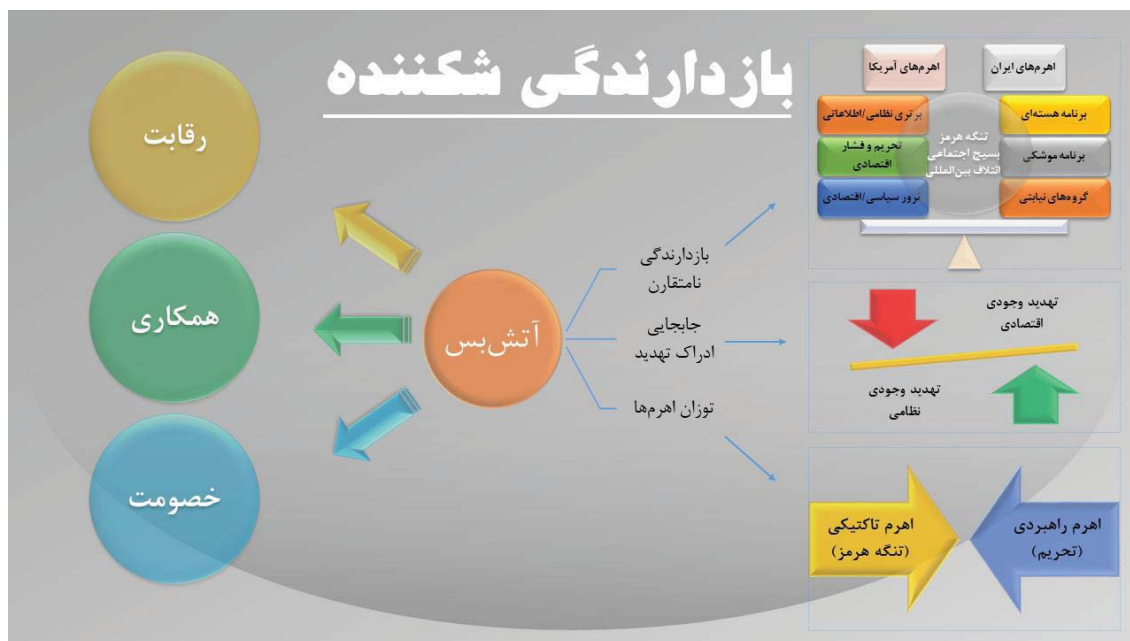 بازدارندگی شکننده
اهرم‌های ایران
اهرم‌های آمریکا
برنامه هسته‌ای
برنامه موشکی
گروه‌های نیابتی
تنگه هرمز
بسیج اجتماعی
ائتلاف بین‌المللی
برتری نظامی/اطلاعاتی
تحریم و فشار
اقتصادی
ترور سیاسی/اقتصادی
تهدید وجودی
اقتصادی
تهدید وجودی
نظامی
اهرم راهبردی
(تحریم)
اهرم تاکتیکی
(تنگه هرمز)
بازدارندگی
نامتقارن
جابجایی
ادراک تهدید
توزان اهرم‌ها
آتش‌بس
رقابت
همکاری
خصومت